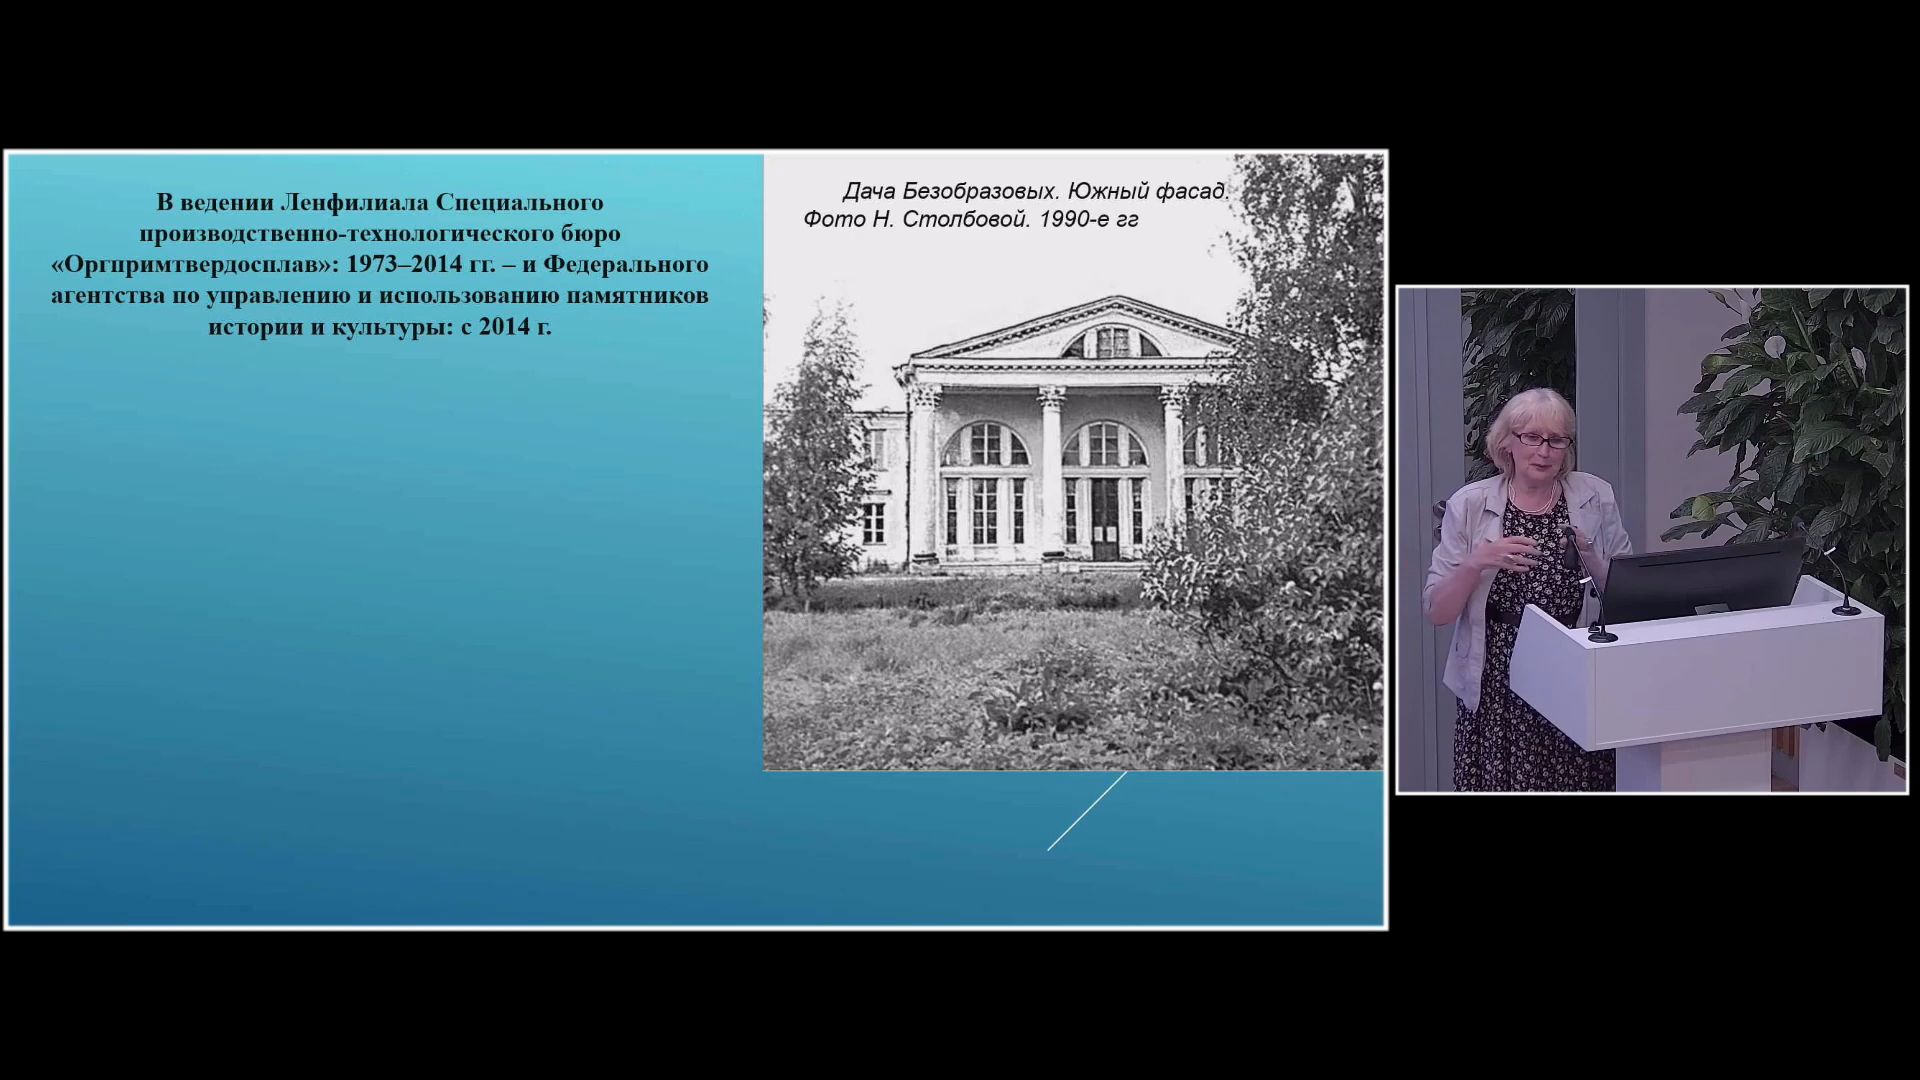 В ведении Ленфилиала Специального
производственно-технологического бюро
«Оргпримтвердосплав»: 1973–2014 гг. – и Федерального
агентства по управлению и использованию памятников
истории и культуры: с 2014 г.
Дача Безобразовых. Южный фасад.
Фото Н. Столбовой. 1990-е гг